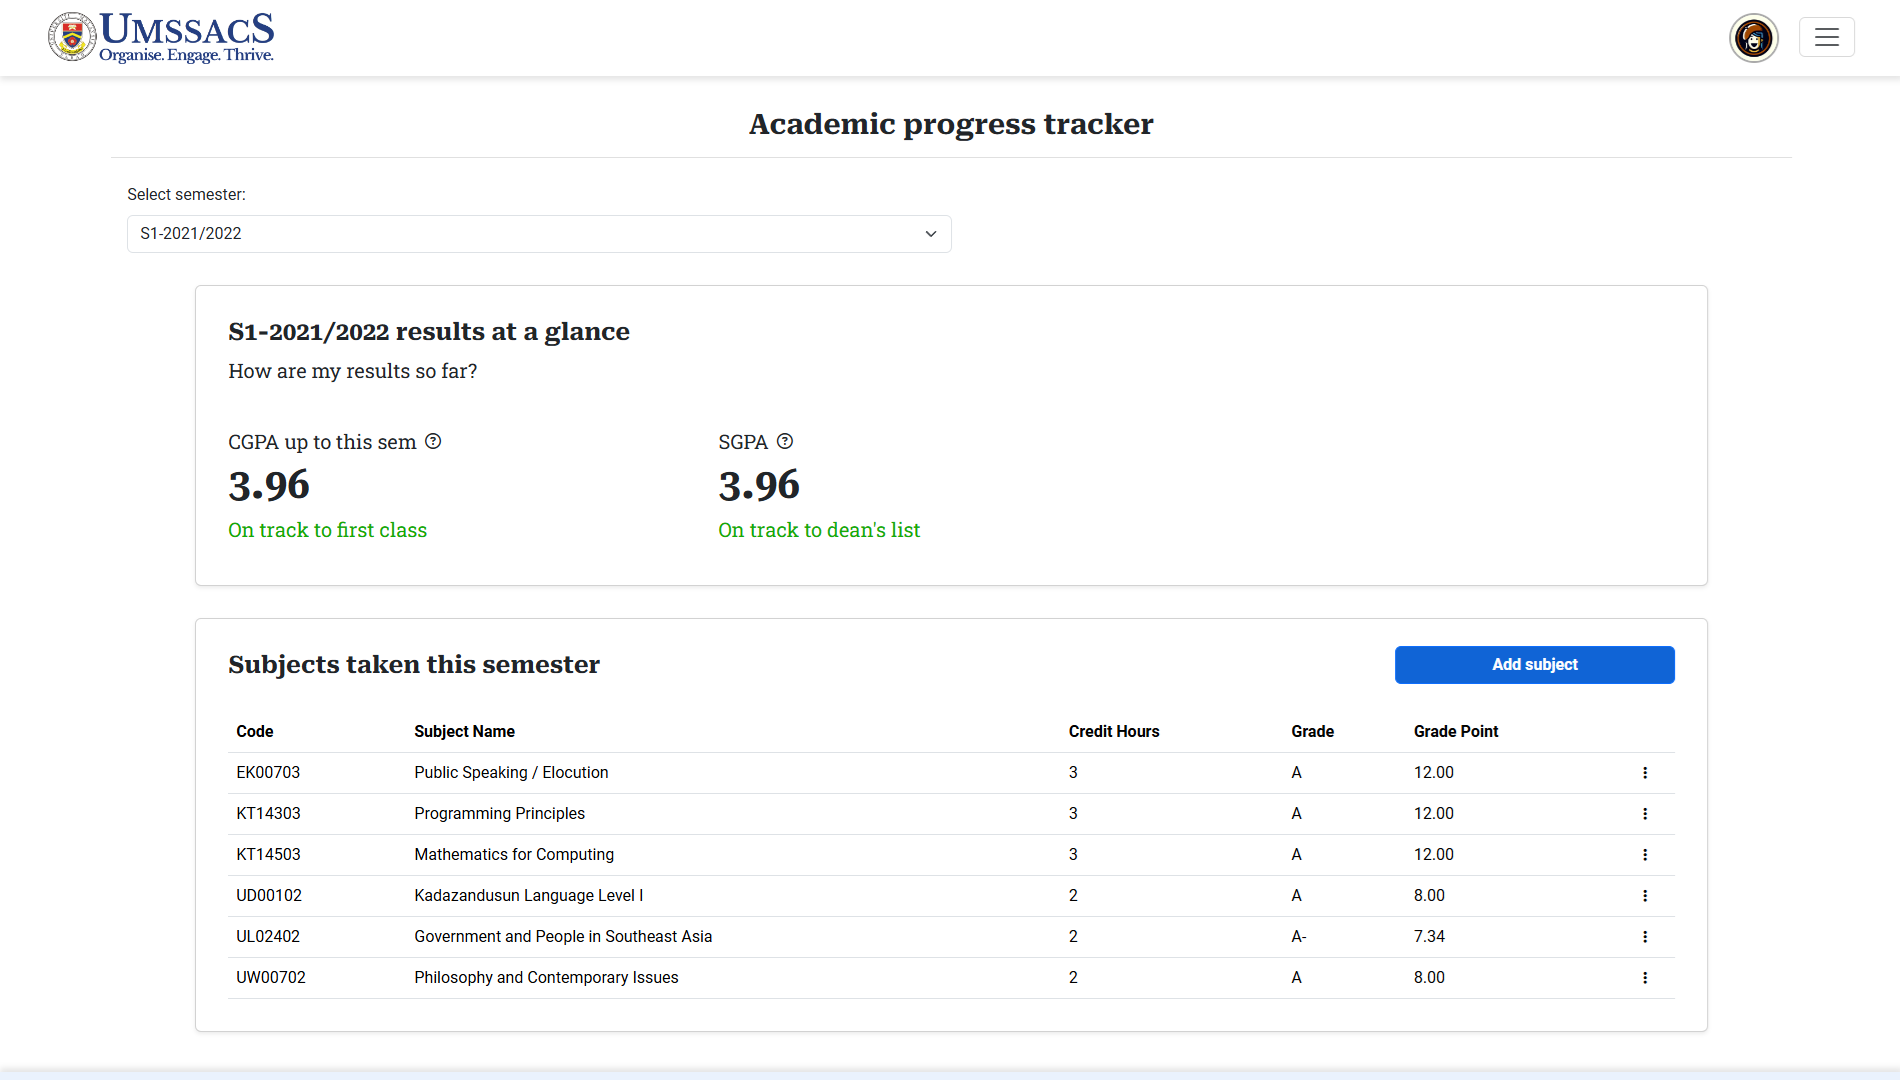 UMSSACS
Organise. Engage. Thrive.
Academic progress tracker
Select semester:
S1-2021/2022
S1-2021/2022 results at a glance
How are my results so far?
CGPA up to this sem
SGPA
3.96
3.96
On track to first class
On track to dean's list
Subjects taken this semester
Add subject
Code Subject Name Credit Hours Grade Grade Point
EK00703 Public Speaking / Elocution 3 A 12.00
KT14303 Programming Principles 3 A 12.00
KT14503 Mathematics for Computing 3 A 12.00
UD00102 Kadazandusun Language Level I 2 A 8.00
UL02402 Government and People in Southeast Asia 2 A- 7.34
UW00702 Philosophy and Contemporary Issues 2 A 8.00